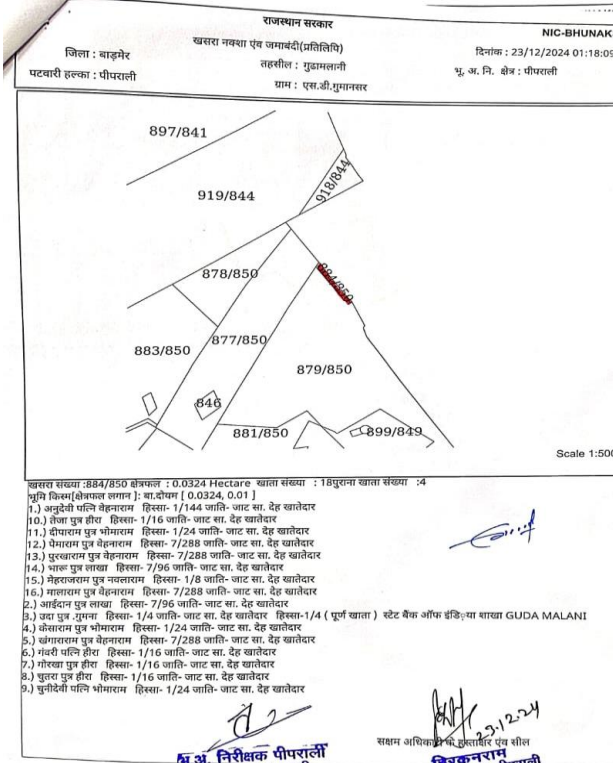 राजस्थान सरकार
NIC-BHUNAK
खसरा नक्शा एंव जमाबंदी(प्रतिलिपि)
जिला : बाड़मेर
तहसील : गुढामलानी
दिनांक : 23/12/2024 01:18:09
पटवारी हल्का : पीपराली
ग्राम : एस.डी.गुमानसर
भू. अ. नि. क्षेत्र : पीपराली
897/841
919/844
918/844
878/850
884/850
877/850
883/850
879/850
846
881/850
899/849
Scale 1:500
खसरा संख्या :884/850 क्षेत्रफल : 0.0324 Hectare खाता संख्या : 18पुराना खाता संख्या :4
भूमि किस्म[क्षेत्रफल लगान ]: बा.दोयम [ 0.0324, 0.01 ]
1.) अनुदेवी पत्नि वेहनाराम हिस्सा- 1/144 जाति- जाट सा. देह खातेदार
10.) तेजा पुत्र हीरा हिस्सा- 1/16 जाति- जाट सा. देह खातेदार
11.) दीपाराम पुत्र भोमाराम हिस्सा- 1/24 जाति- जाट सा. देह खातेदार
12.) पेमाराम पुत्र वेहनाराम हिस्सा- 7/288 जाति- जाट सा. देह खातेदार
13.) पुरखाराम पुत्र वेहनाराम हिस्सा- 7/288 जाति- जाट सा. देह खातेदार
14.) भारू पुत्र लाखा हिस्सा- 7/96 जाति- जाट सा. देह खातेदार
15.) मेहराजराम पुत्र नवलाराम हिस्सा- 1/8 जाति- जाट सा. देह खातेदार
16.) मालाराम पुत्र वेहनाराम हिस्सा- 7/288 जाति- जाट सा. देह खातेदार
2.) आईदान पुत्र लाखा हिस्सा- 7/96 जाति- जाट सा. देह खातेदार
3.) उदा पुत्र .गुमना हिस्सा- 1/4 जाति- जाट सा. देह खातेदार हिस्सा-1/4 ( पूर्ण खाता ) स्टेट बैंक ऑफ इंडि्या शाखा GUDA MALANI
4.) केसाराम पुत्र भोमाराम हिस्सा- 1/24 जाति- जाट सा. देह खातेदार
5.) खंगाराराम पुत्र वेहनाराम हिस्सा- 7/288 जाति- जाट सा. देह खातेदार
6.) गंवरी पत्नि हीरा हिस्सा- 1/16 जाति- जाट सा. देह खातेदार
7.) गोरखा पुत्र हीरा हिस्सा- 1/16 जाति- जाट सा. देह खातेदार
8.) चुतरा पुत्र हीरा हिस्सा- 1/16 जाति- जाट सा. देह खातेदार
9.) चुनीदेवी पत्नि भोमाराम हिस्सा- 1/24 जाति- जाट सा. देह खातेदार
23.12.24
सक्षम अधिकारी के हस्ताक्षर एंव सील
भू.अ. निरीक्षक पीपराली